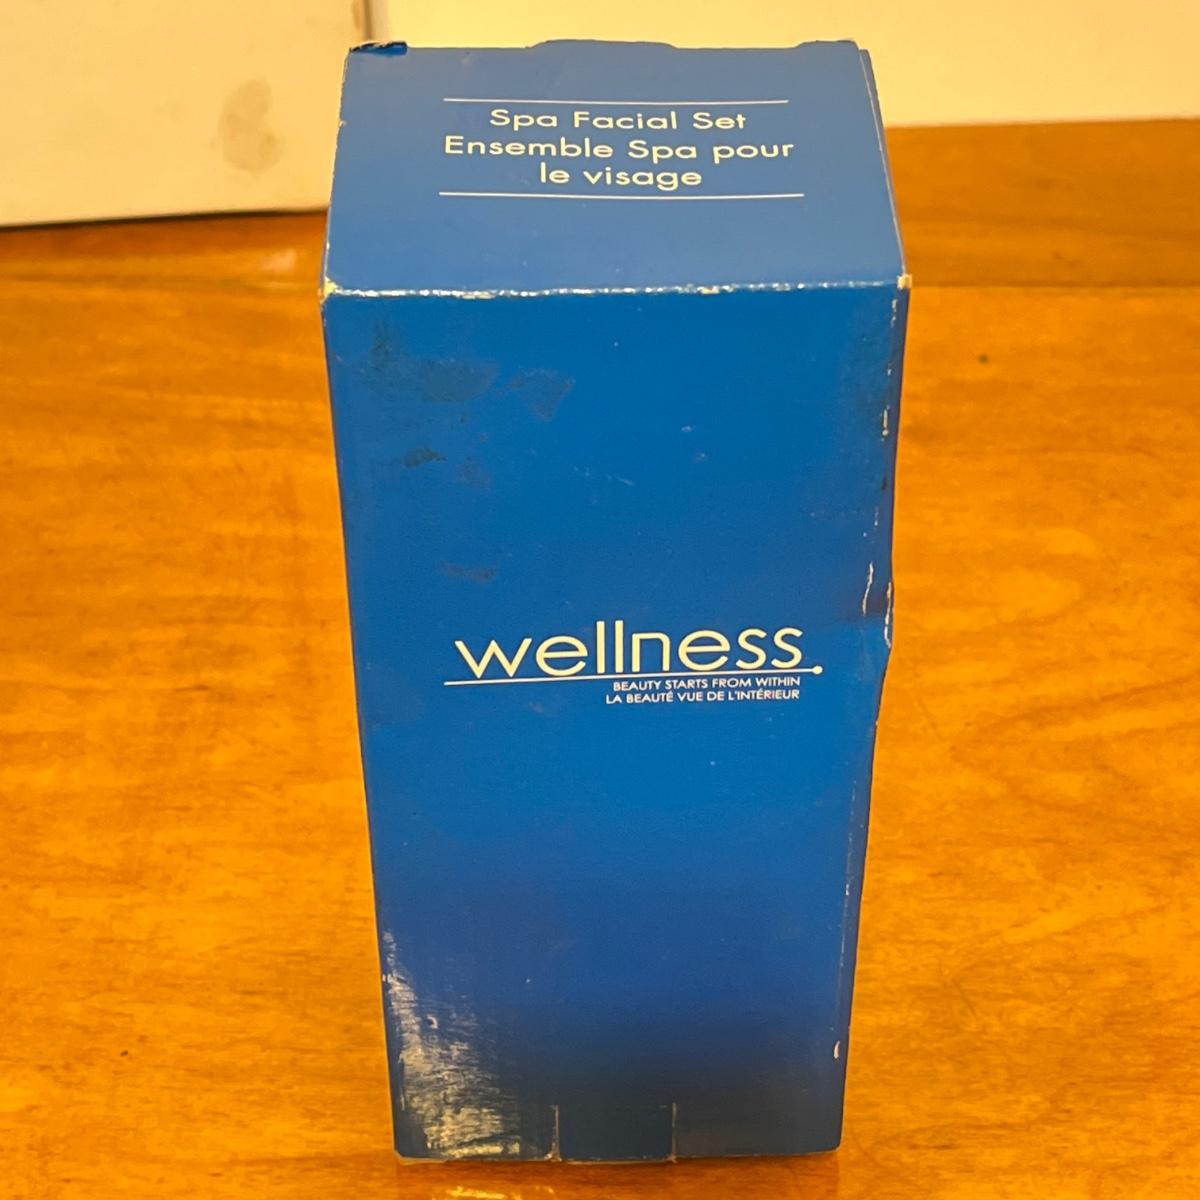 Spa Facial Set
Ensemble Spa pour
le visage
wellness
BEAUTY STARTS FROM WITHIN
LA BEAUTÉ VUE DE L'INTÉRIEUR